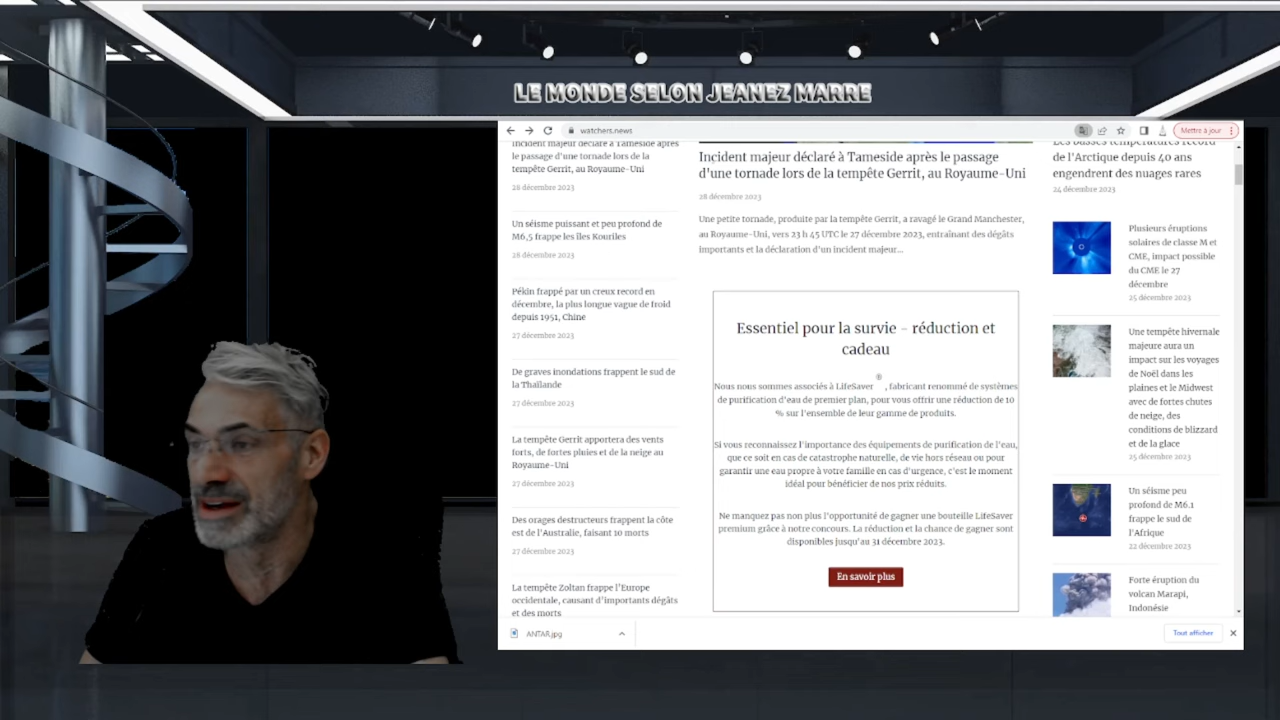 LE MONDE SELON JEANEZ MARRE
watchers.news
Mettre à jour
Incident majeur déclaré à Tameside après
le passage d'une tornade lors de la
tempête Gerrit, au Royaume-Uni
28 décembre 2023
Un séisme puissant et peu profond de
M6,5 frappe les îles Kouriles
28 décembre 2023
Pékin frappé par un creux record en
décembre, la plus longue vague de froid
depuis 1951, Chine
27 décembre 2023
De graves inondations frappent le sud de
la Thaïlande
27 décembre 2023
La tempête Gerrit apportera des vents
forts, de fortes pluies et de la neige au
Royaume-Uni
27 décembre 2023
Des orages destructeurs frappent la côte
est de l'Australie, faisant 10 morts
27 décembre 2023
La tempête Zoltan frappe l'Europe
occidentale, causant d'importants dégâts
et des morts
Incident majeur déclaré à Tameside après le passage
d'une tornade lors de la tempête Gerrit, au Royaume-Uni
28 décembre 2023
Une petite tornade, produite par la tempête Gerrit, a ravagé le Grand Manchester,
au Royaume-Uni, vers 23 h 45 UTC le 27 décembre 2023, entraînant des dégâts
importants et la déclaration d'un incident majeur...
Essentiel pour la survie - réduction et
cadeau
Nous nous sommes associés à LifeSaver ® , fabricant renommé de systèmes
de purification d'eau de premier plan, pour vous offrir une réduction de 10
% sur l'ensemble de leur gamme de produits.
Si vous reconnaissez l'importance des équipements de purification de l'eau,
que ce soit en cas de catastrophe naturelle, de vie hors réseau ou pour
garantir une eau propre à votre famille en cas d'urgence, c'est le moment
idéal pour bénéficier de nos prix réduits.
Ne manquez pas non plus l'opportunité de gagner une bouteille LifeSaver
premium grâce à notre concours. La réduction et la chance de gagner sont
disponibles jusqu'au 31 décembre 2023.
En savoir plus
Les basses températures record
de l'Arctique depuis 40 ans
engendrent des nuages rares
24 décembre 2023
Plusieurs éruptions
solaires de classe M et
CME, impact possible
du CME le 27
décembre
25 décembre 2023
Une tempête hivernale
majeure aura un
impact sur les voyages
de Noël dans les
plaines et le Midwest
avec de fortes chutes
de neige, des
conditions de blizzard
et de la glace
25 décembre 2023
Un séisme peu
profond de M6.1
frappe le sud de
l'Afrique
22 décembre 2023
Forte éruption du
volcan Marapi,
Indonésie
ANTAR.jpg
Tout afficher